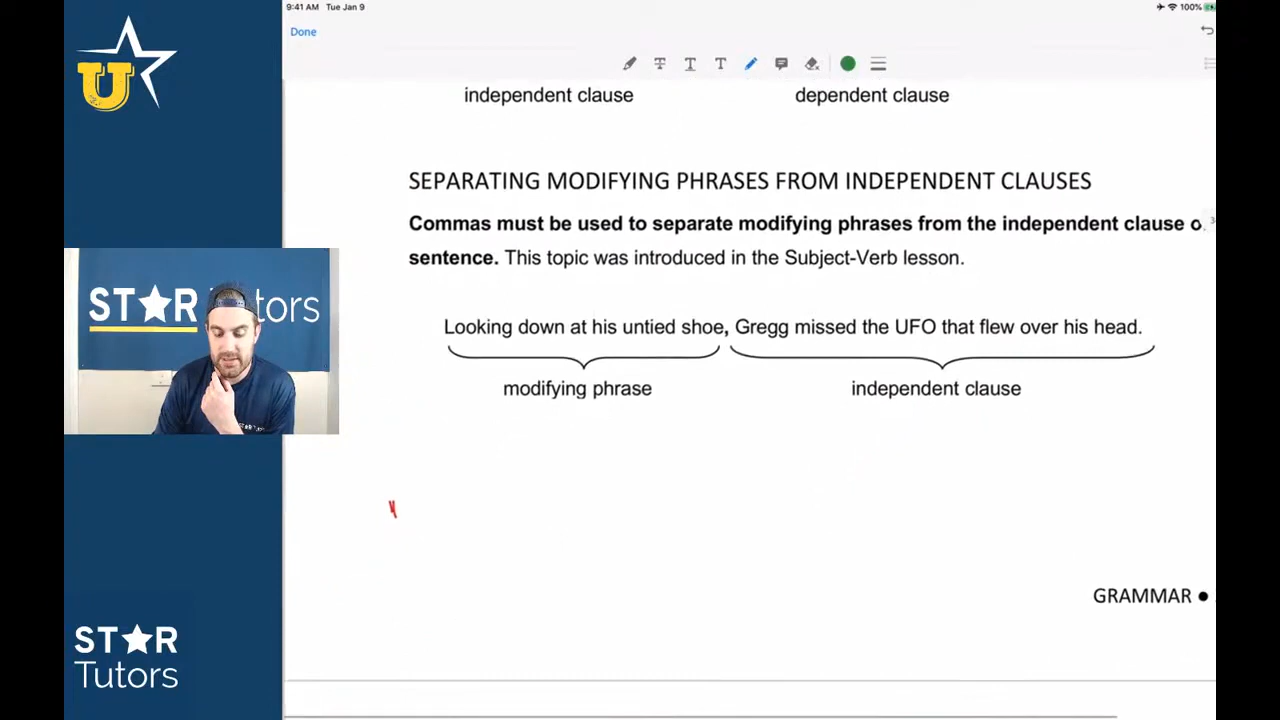 9:41 AM Tue Jan 9
100%
Done
U
independent clause dependent clause
SEPARATING MODIFYING PHRASES FROM INDEPENDENT CLAUSES
Commas must be used to separate modifying phrases from the independent clause o
sentence. This topic was introduced in the Subject-Verb lesson.
Looking down at his untied shoe, Gregg missed the UFO that flew over his head.
modifying phrase independent clause
GRAMMAR ●
STAR
STAR
Tutors